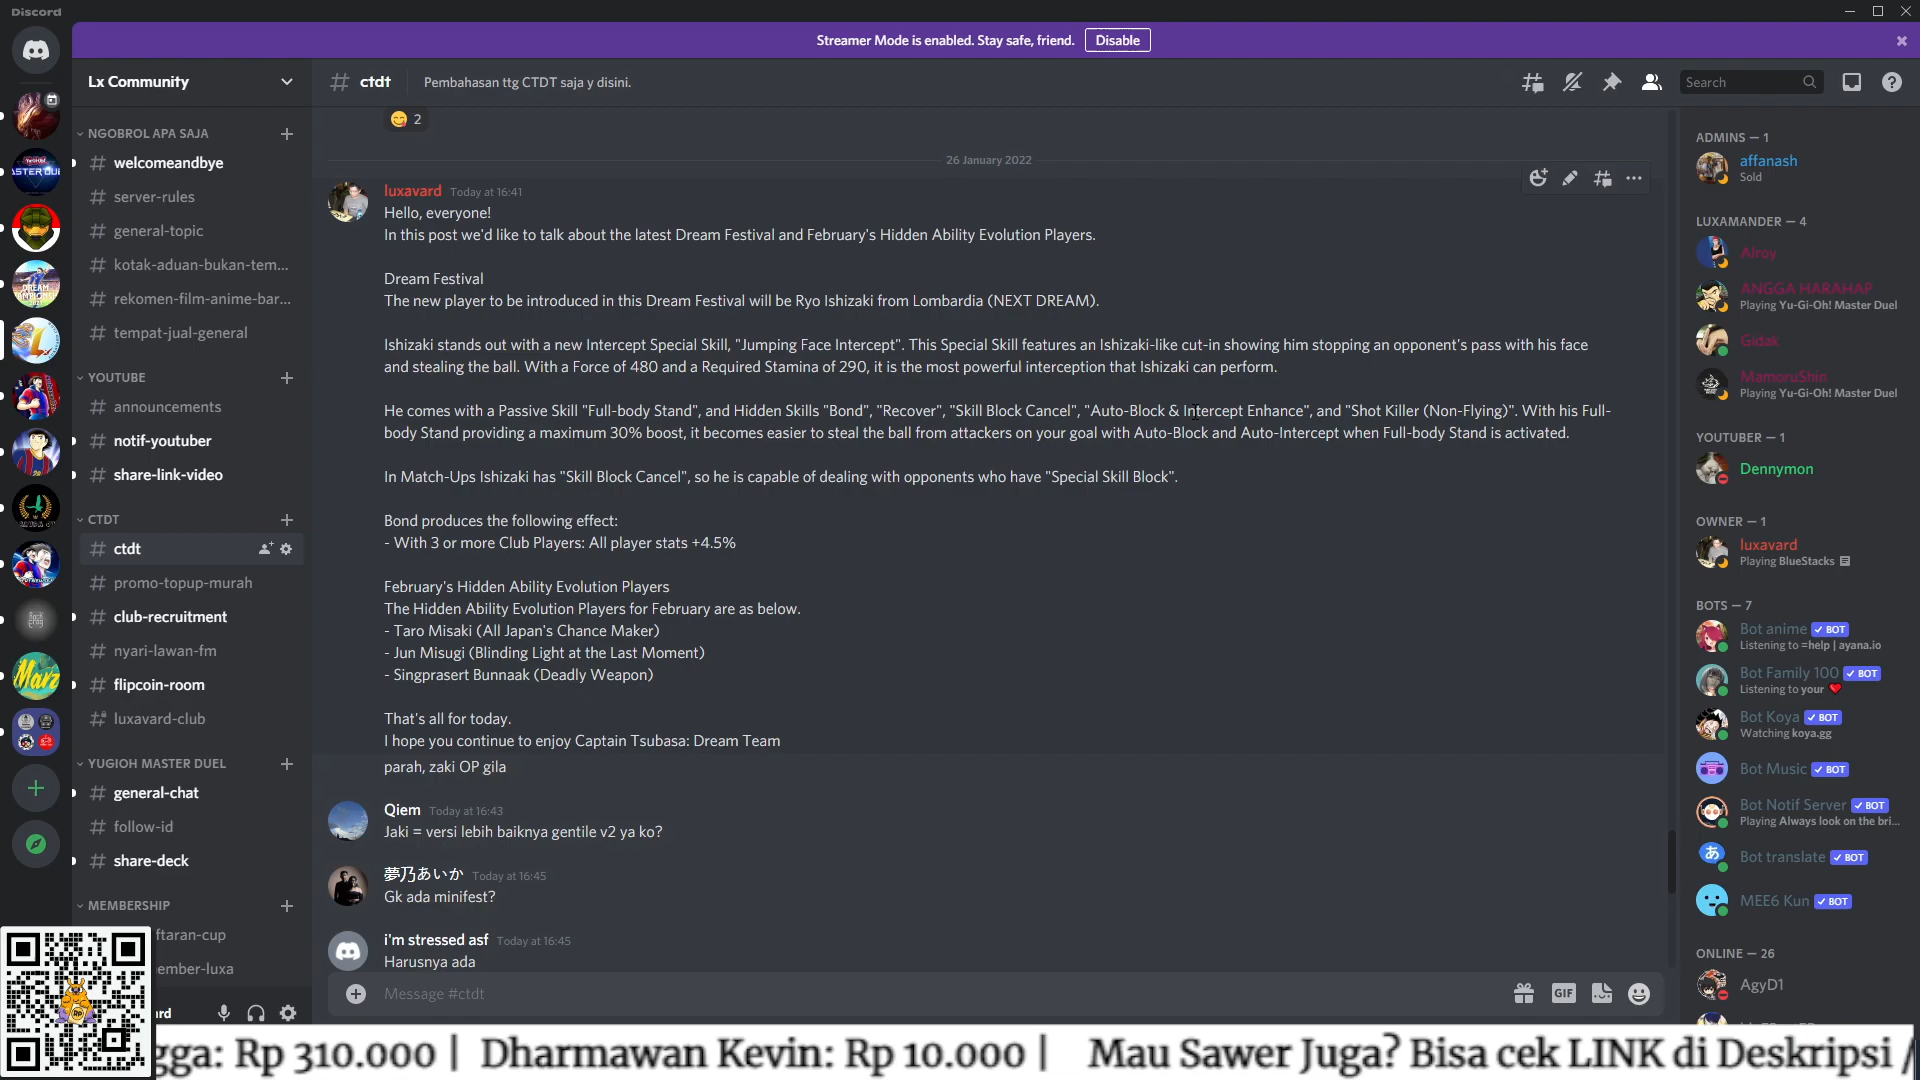 Discord
Streamer Mode is enabled. Stay safe, friend. Disable
Lx Community
NGOBROL APA SAJA
welcomeandbye
server-rules
general-topic
kotak-aduan-bukan-tem...
rekomen-film-anime-bar...
tempat-jual-general
YOUTUBE
announcements
notif-youtuber
share-link-video
CTDT
ctdt
promo-topup-murah
club-recruitment
nyari-lawan-fm
flipcoin-room
luxavard-club
YUGIOH MASTER DUEL
general-chat
follow-id
share-deck
MEMBERSHIP
ftaran-cup
ember-luxa
rd
# ctdt Pembahasan ttg CTDT saja y disini.
Search
2
26 January 2022
luxavard Today at 16:41
Hello, everyone!
In this post we'd like to talk about the latest Dream Festival and February's Hidden Ability Evolution Players.
Dream Festival
The new player to be introduced in this Dream Festival will be Ryo Ishizaki from Lombardia (NEXT DREAM).
Ishizaki stands out with a new Intercept Special Skill, "Jumping Face Intercept". This Special Skill features an Ishizaki-like cut-in showing him stopping an opponent's pass with his face
and stealing the ball. With a Force of 480 and a Required Stamina of 290, it is the most powerful interception that Ishizaki can perform.
He comes with a Passive Skill "Full-body Stand", and Hidden Skills "Bond", "Recover", "Skill Block Cancel", "Auto-Block & Intercept Enhance", and "Shot Killer (Non-Flying)". With his Full-
body Stand providing a maximum 30% boost, it becomes easier to steal the ball from attackers on your goal with Auto-Block and Auto-Intercept when Full-body Stand is activated.
In Match-Ups Ishizaki has "Skill Block Cancel", so he is capable of dealing with opponents who have "Special Skill Block".
Bond produces the following effect:
- With 3 or more Club Players: All player stats +4.5%
February's Hidden Ability Evolution Players
The Hidden Ability Evolution Players for February are as below.
- Taro Misaki (All Japan's Chance Maker)
- Jun Misugi (Blinding Light at the Last Moment)
- Singprasert Bunnaak (Deadly Weapon)
That's all for today.
I hope you continue to enjoy Captain Tsubasa: Dream Team
parah, zaki OP gila
Qiem Today at 16:43
Jaki = versi lebih baiknya gentile v2 ya ko?
夢乃あいか Today at 16:45
Gk ada minifest?
i'm stressed asf Today at 16:45
Harusnya ada
Message #ctdt
GIF
ADMINS — 1
affanash
Sold
LUXAMANDER — 4
Alroy
ANGGA HARAHAP
Playing Yu-Gi-Oh! Master Duel
Gidak
MamoruShin
Playing Yu-Gi-Oh! Master Duel
YOUTUBER — 1
Dennymon
OWNER — 1
luxavard
Playing BlueStacks
BOTS — 7
Bot anime BOT
Listening to =help | ayana.io
Bot Family 100 BOT
Listening to your
Bot Koya BOT
Watching koya.gg
Bot Music BOT
Bot Notif Server BOT
Playing Always look on the bri...
Bot translate BOT
MEE6 Kun BOT
ONLINE — 26
AgyD1
gga: Rp 310.000 | Dharmawan Kevin: Rp 10.000 | Mau Sawer Juga? Bisa cek LINK di Deskripsi /